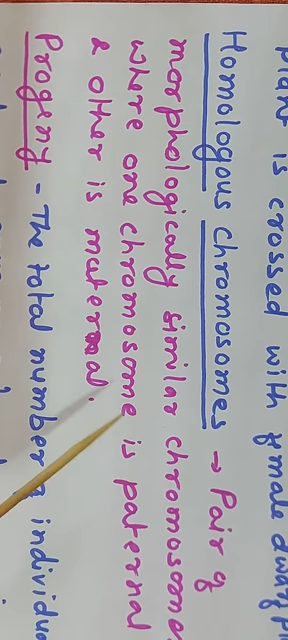 plant is crossed with female dwarf
Homologous chromosomes → Pair of
morphologically similar chromosome
where one chromosome is paternal
& other is maternal.
Progeny - The total number of individua